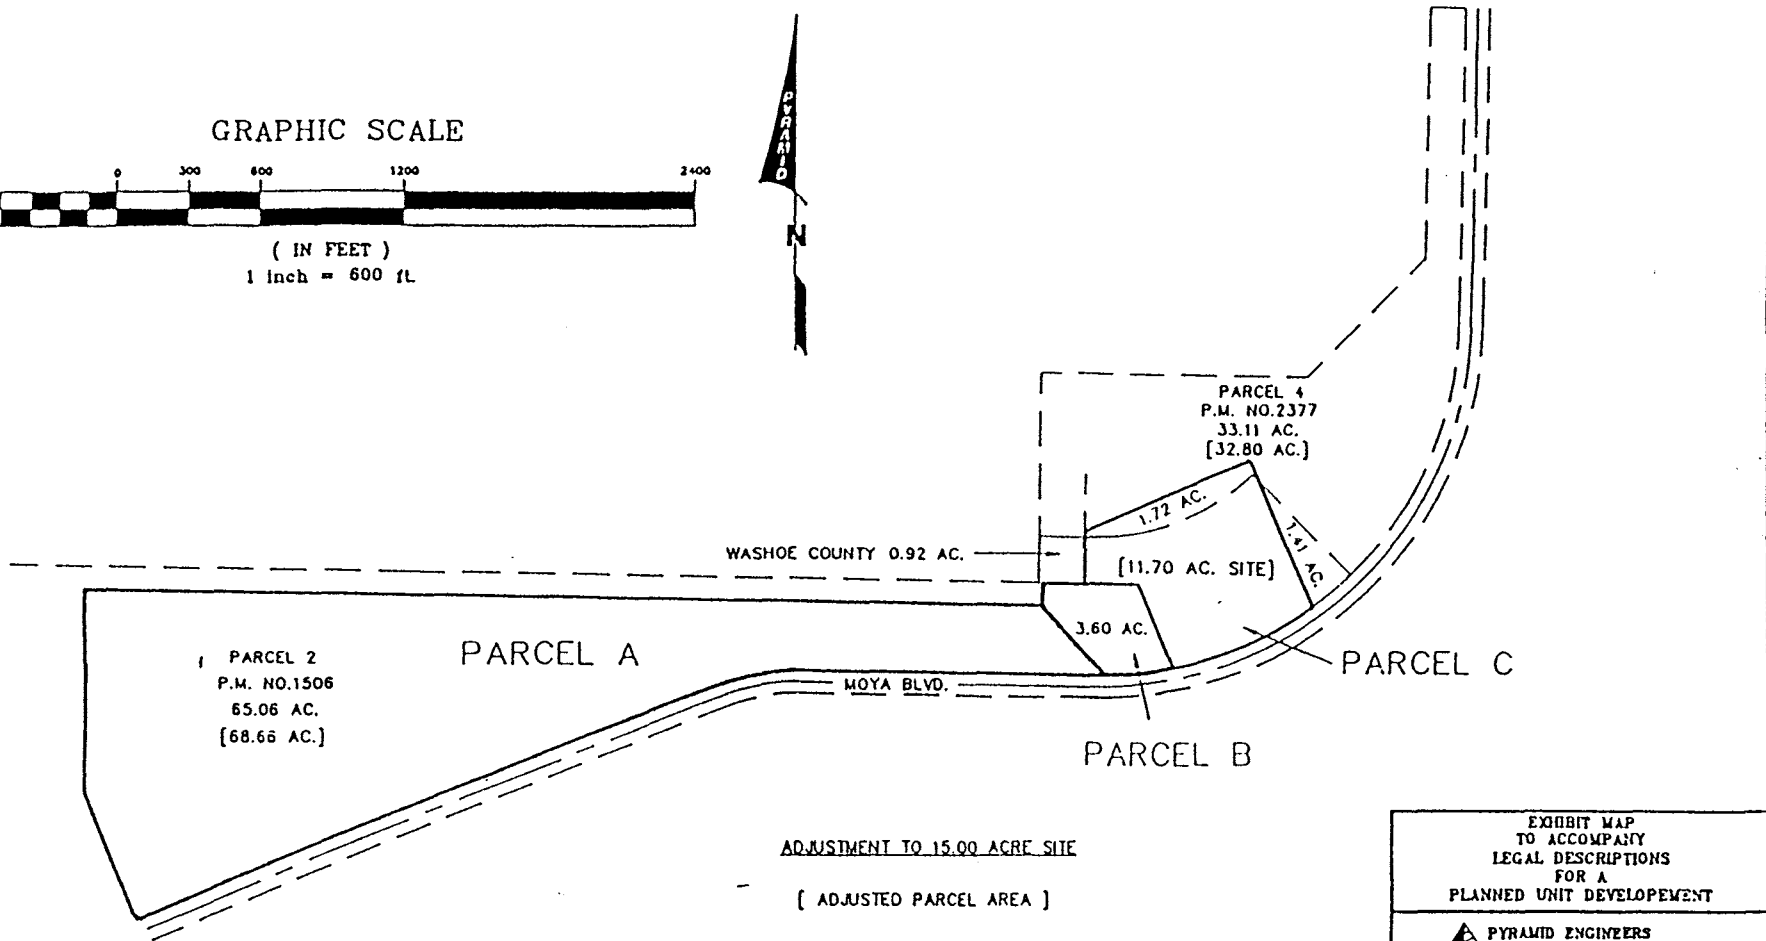 GRAPHIC SCALE
0 300 600 1200 2400
( IN FEET )
1 inch = 600 ft.
PYRAMID
N
PARCEL 4
P.M. NO.2377
33.11 AC.
[32.80 AC.]
1.72 AC.
1.41 AC.
WASHOE COUNTY 0.92 AC.
[11.70 AC. SITE]
3.60 AC.
PARCEL A
PARCEL 2
P.M. NO.1506
65.06 AC.
[68.66 AC.]
MOYA BLVD.
PARCEL C
PARCEL B
ADJUSTMENT TO 15.00 ACRE SITE
[ ADJUSTED PARCEL AREA ]
EXHIBIT MAP
TO ACCOMPANY
LEGAL DESCRIPTIONS
FOR A
PLANNED UNIT DEVELOPEMENT
PYRAMID ENGINEERS